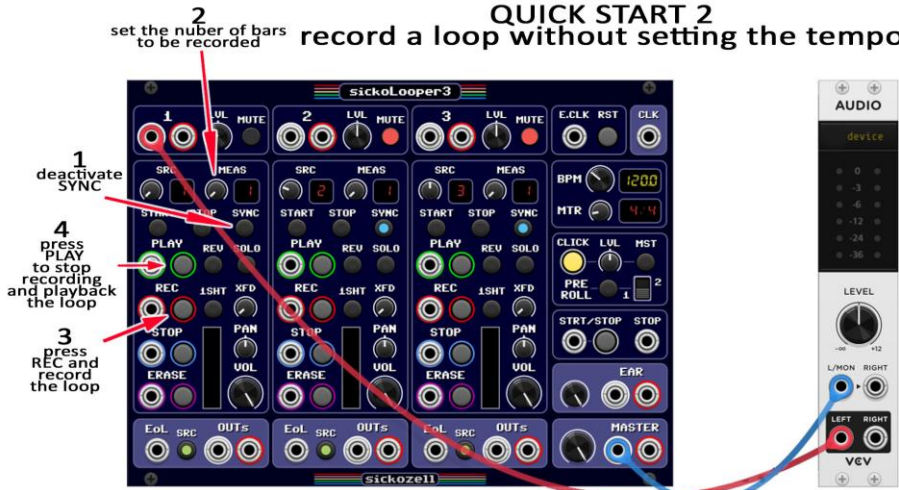 QUICK START 2
record a loop without setting the tempo
2
set the nuber of bars
to be recorded
1
deactivate
SYNC
4
press
PLAY
to stop
recording
and playback
the loop
3
press
REC and
record
the loop
sickoLooper3
1 LVL MUTE
2 LVL MUTE
3 LVL MUTE
E.CLK RST
CLK
SRC MEAS
1
SRC MEAS
2 1
SRC MEAS
3 1
BPM 120.0
MTR 4.4
START STOP SYNC
START STOP SYNC
START STOP SYNC
PLAY REV SOLO
PLAY REV SOLO
PLAY REV SOLO
CLICK LVL MST
PRE
ROLL 1 2
REC 1SHT XFD
REC 1SHT XFD
REC 1SHT XFD
STOP PAN
STOP PAN
STOP PAN
STRT/STOP STOP
ERASE VOL
ERASE VOL
ERASE VOL
EAR
EoL SRC OUTs
EoL SRC OUTs
EoL SRC OUTs
MASTER
sickozell
AUDIO
device
0
-3
-6
-12
-24
-36
LEVEL
-∞ +12
L/MON RIGHT
LEFT RIGHT
VCV